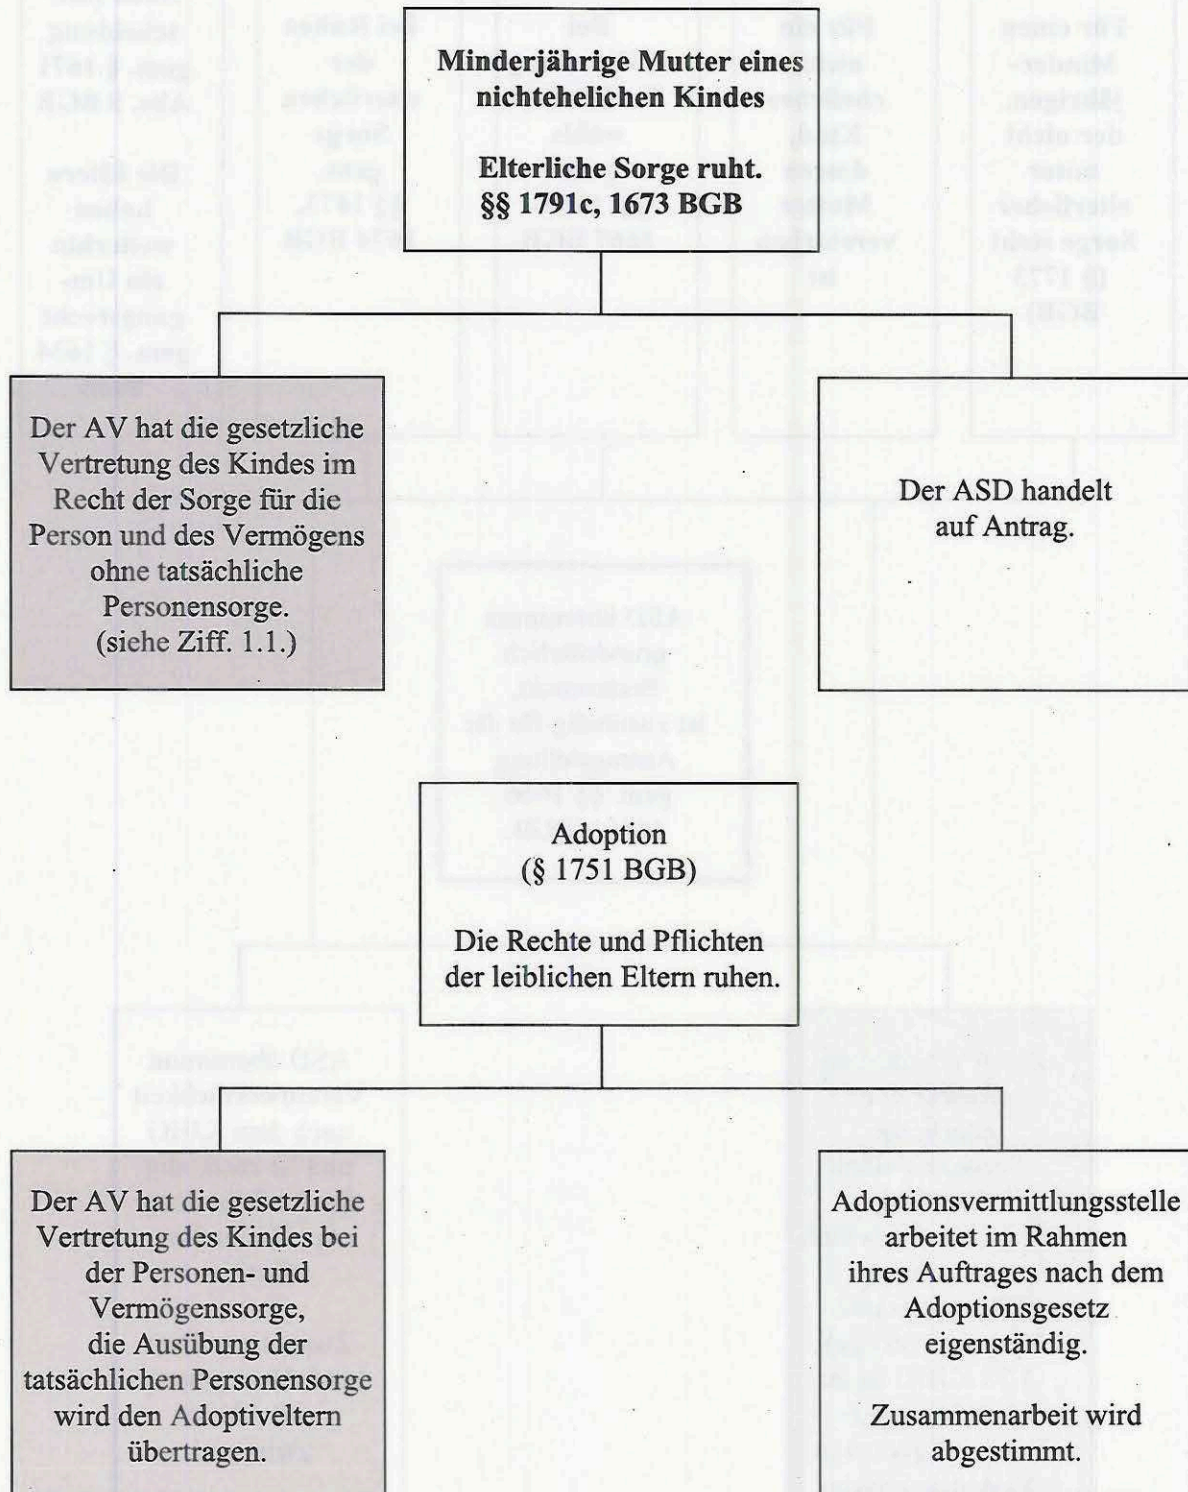 Minderjährige Mutter eines
nichtehelichen Kindes
Elterliche Sorge ruht.
§§ 1791c, 1673 BGB
Der AV hat die gesetzliche
Vertretung des Kindes im
Recht der Sorge für die
Person und des Vermögens
ohne tatsächliche
Personensorge.
(siehe Ziff. 1.1.)
Der ASD handelt
auf Antrag.
Adoption
(§ 1751 BGB)
Die Rechte und Pflichten
der leiblichen Eltern ruhen.
Der AV hat die gesetzliche
Vertretung des Kindes bei
der Personen- und
Vermögenssorge,
die Ausübung der
tatsächlichen Personensorge
wird den Adoptiveltern
übertragen.
Adoptionsvermittlungsstelle
arbeitet im Rahmen
ihres Auftrages nach dem
Adoptionsgesetz
eigenständig.
Zusammenarbeit wird
abgestimmt.